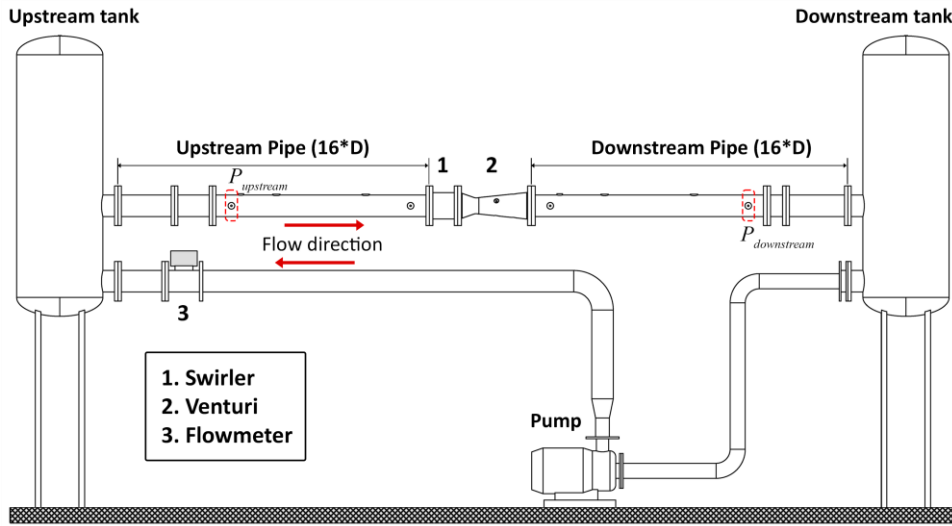 Upstream tank
Downstream tank
Upstream Pipe (16*D)
1
2
Downstream Pipe (16*D)
P_upstream
Flow direction
P_downstream
3
1. Swirler
2. Venturi
3. Flowmeter
Pump